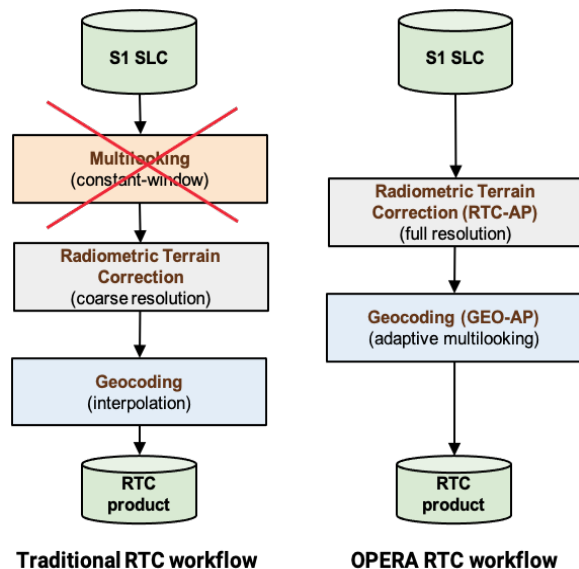 S1 SLC
Multilooking
(constant-window)
Radiometric Terrain
Correction
(coarse resolution)
Geocoding
(interpolation)
RTC
product
Traditional RTC workflow
S1 SLC
Radiometric Terrain
Correction (RTC-AP)
(full resolution)
Geocoding (GEO-AP)
(adaptive multilooking)
RTC
product
OPERA RTC workflow